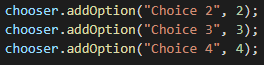 chooser.addOption("Choice 2", 2);
chooser.addOption("Choice 3", 3);
chooser.addOption("Choice 4", 4);